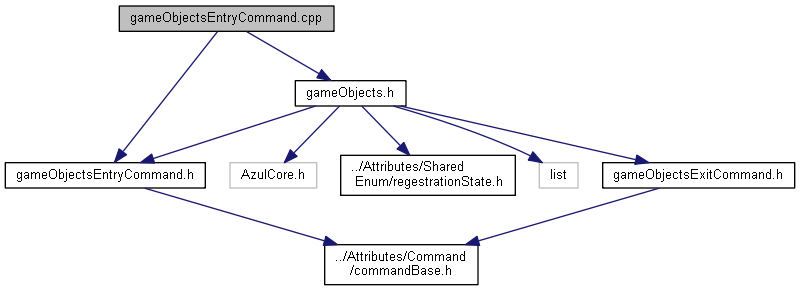 gameObjectsEntryCommand.cpp
gameObjects.h
gameObjectsEntryCommand.h
AzulCore.h
../Attributes/Shared
Enum/regestrationState.h
list
gameObjectsExitCommand.h
../Attributes/Command
/commandBase.h